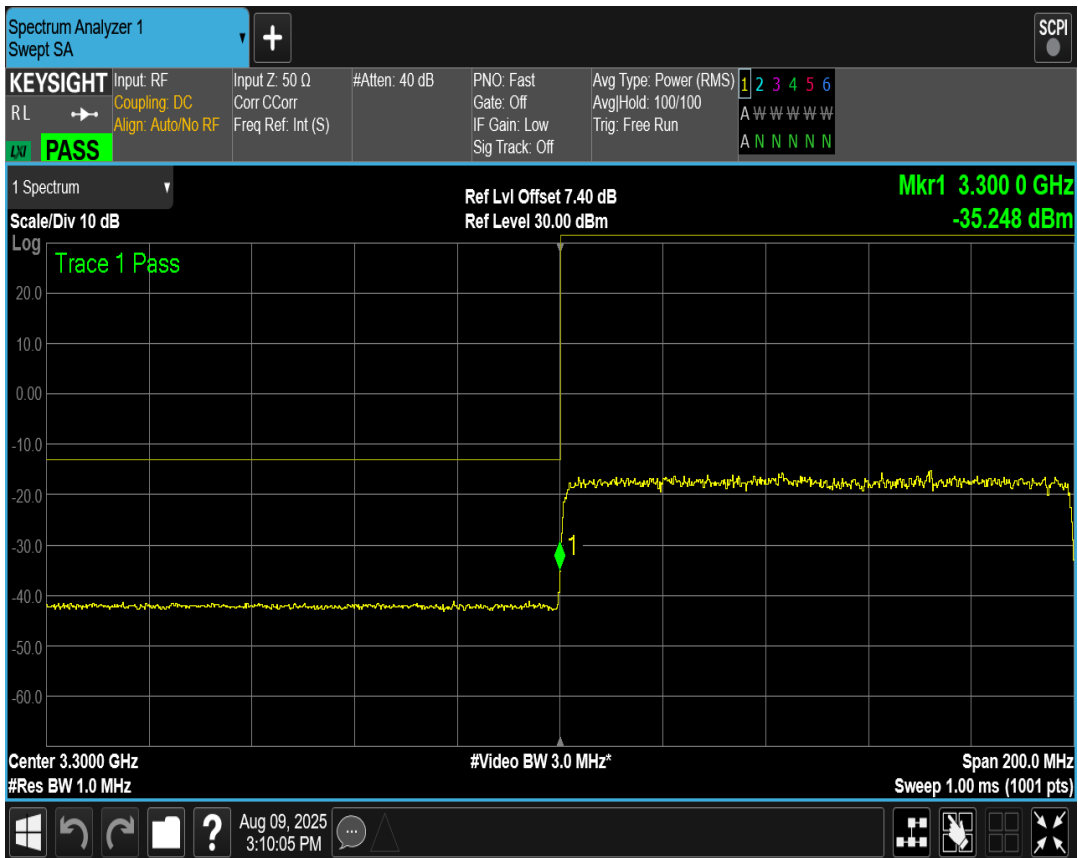 Spectrum Analyzer 1
Swept SA
+
SCPI
KEYSIGHT
RL
LXI PASS
Input: RF
Coupling: DC
Align: Auto/No RF
Input Z: 50 Ω
Corr CCorr
Freq Ref: Int (S)
#Atten: 40 dB
PNO: Fast
Gate: Off
IF Gain: Low
Sig Track: Off
Avg Type: Power (RMS)
Avg|Hold: 100/100
Trig: Free Run
1 2 3 4 5 6
A W W W W W
A N N N N N
1 Spectrum
Scale/Div 10 dB
Ref Lvl Offset 7.40 dB
Ref Level 30.00 dBm
Mkr1 3.300 0 GHz
-35.248 dBm
Log
Trace 1 Pass
20.0
10.0
0.00
-10.0
-20.0
-30.0
1
-40.0
-50.0
-60.0
Center 3.3000 GHz
#Video BW 3.0 MHz*
Span 200.0 MHz
#Res BW 1.0 MHz
Sweep 1.00 ms (1001 pts)
?
Aug 09, 2025
3:10:05 PM